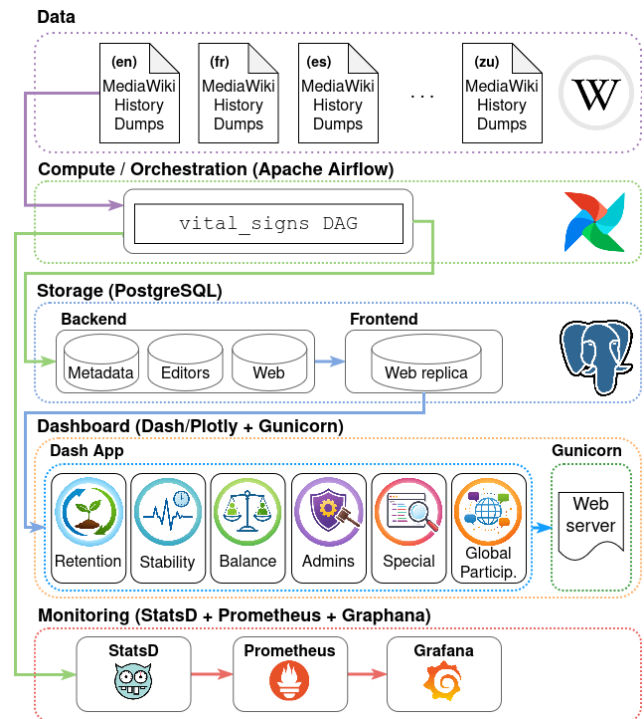 Data
(en)
MediaWiki
History
Dumps
(fr)
MediaWiki
History
Dumps
(es)
MediaWiki
History
Dumps
...
(zu)
MediaWiki
History
Dumps
W
Compute / Orchestration (Apache Airflow)
vital_signs DAG
Storage (PostgreSQL)
Backend
Metadata
Editors
Web
Frontend
Web replica
Dashboard (Dash/Plotly + Gunicorn)
Dash App
Retention
Stability
Balance
Admins
Special
Global
Particip.
Gunicorn
Web
server
Monitoring (StatsD + Prometheus + Graphana)
StatsD
Prometheus
Grafana